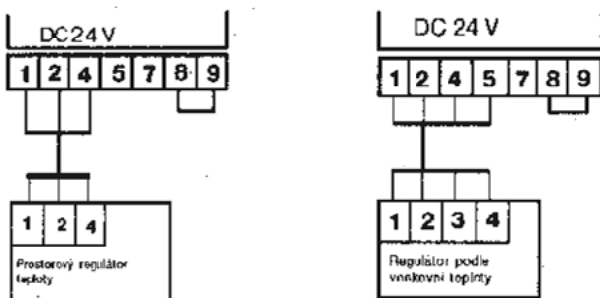 DC 24 V
1 2 4 5 7 8 9
1 2 4
Prostorový regulátor
teploty
DC 24 V
1 2 4 5 7 8 9
1 2 3 4
Regulátor podle
venkovní teploty